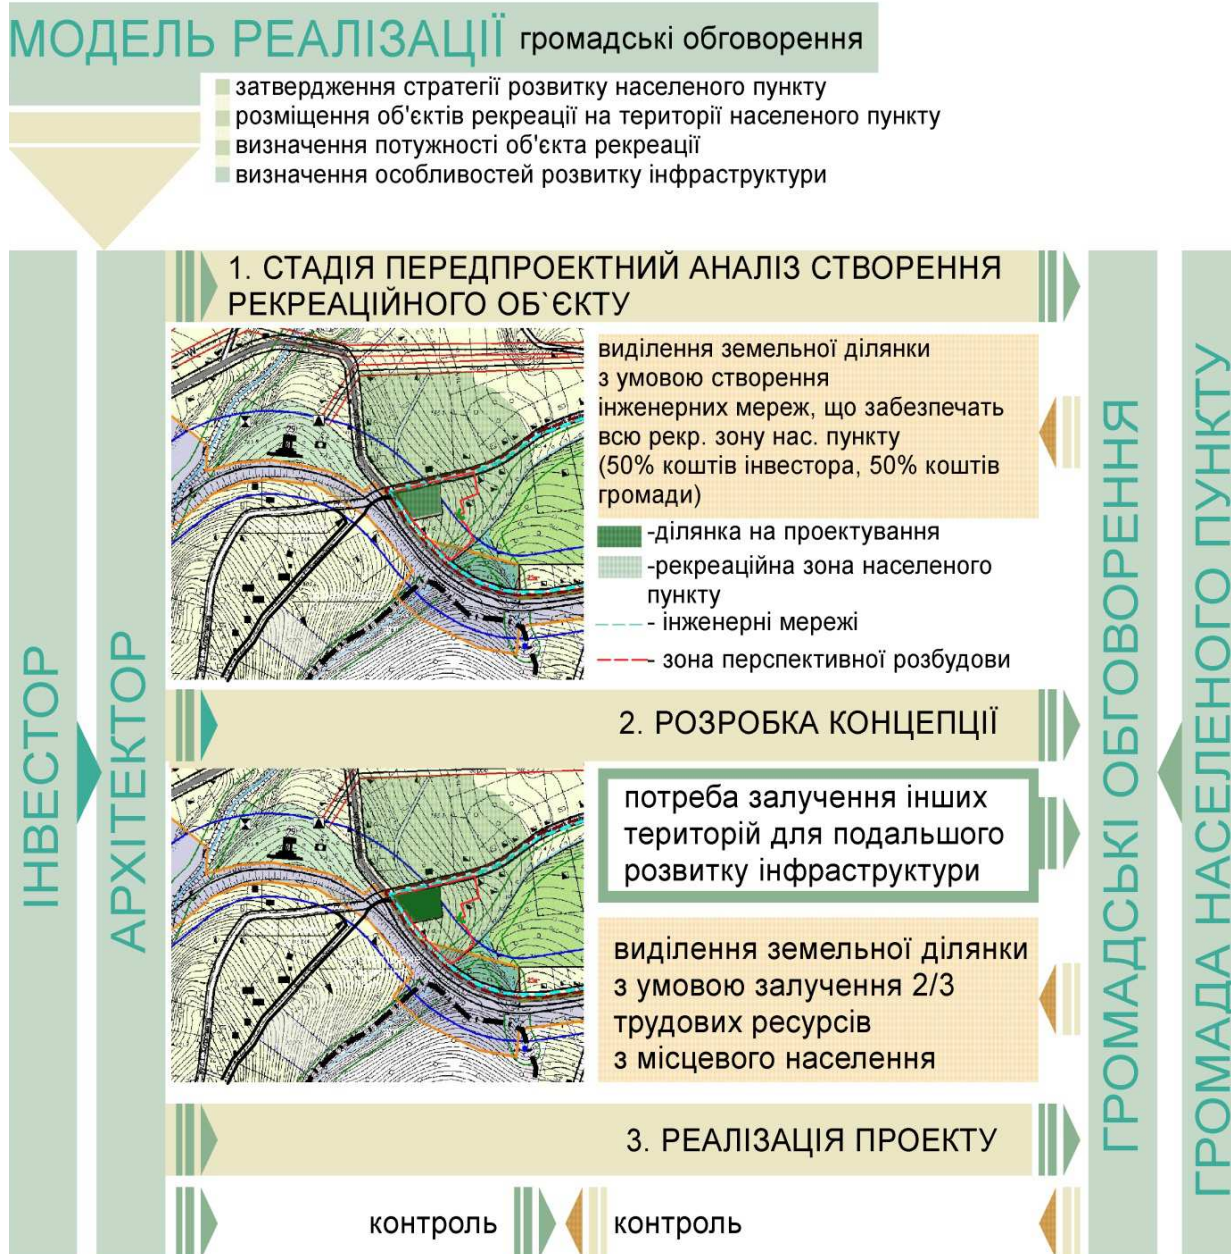 МОДЕЛЬ РЕАЛІЗАЦІЇ громадські обговорення
затвердження стратегії розвитку населеного пункту
розміщення об'єктів рекреації на території населеного пункту
визначення потужності об'єкта рекреації
визначення особливостей розвитку інфраструктури
ІНВЕСТОР
АРХІТЕКТОР
1. СТАДІЯ ПЕРЕДПРОЕКТНИЙ АНАЛІЗ СТВОРЕННЯ
РЕКРЕАЦІЙНОГО ОБ`ЄКТУ
виділення земельної ділянки
з умовою створення
інженерних мереж, що забезпечать
всю рекр. зону нас. пункту
(50% коштів інвестора, 50% коштів
громади)
-ділянка на проектування
-рекреаційна зона населеного
пункту
- інженерні мережі
- зона перспективної розбудови
2. РОЗРОБКА КОНЦЕПЦІЇ
потреба залучення інших
територій для подальшого
розвитку інфраструктури
виділення земельної ділянки
з умовою залучення 2/3
трудових ресурсів
з місцевого населення
3. РЕАЛІЗАЦІЯ ПРОЕКТУ
контроль
контроль
ГРОМАДСЬКІ ОБГОВОРЕННЯ
ГРОМАДА НАСЕЛЕНОГО ПУНКТУ